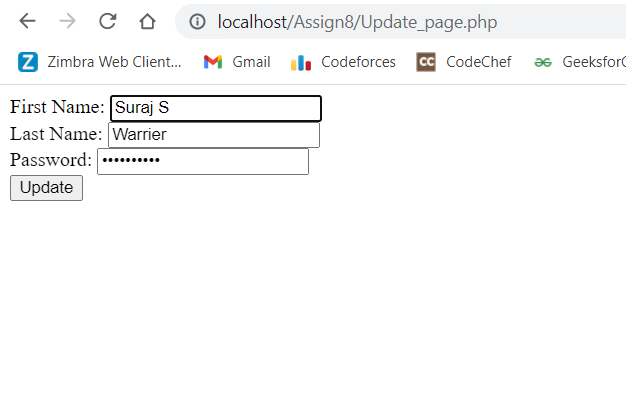 localhost/Assign8/Update_page.php
Zimbra Web Client... Gmail Codeforces CC CodeChef GeeksforG
First Name: Suraj S
Last Name: Warrier
Password: ••••••••••
Update